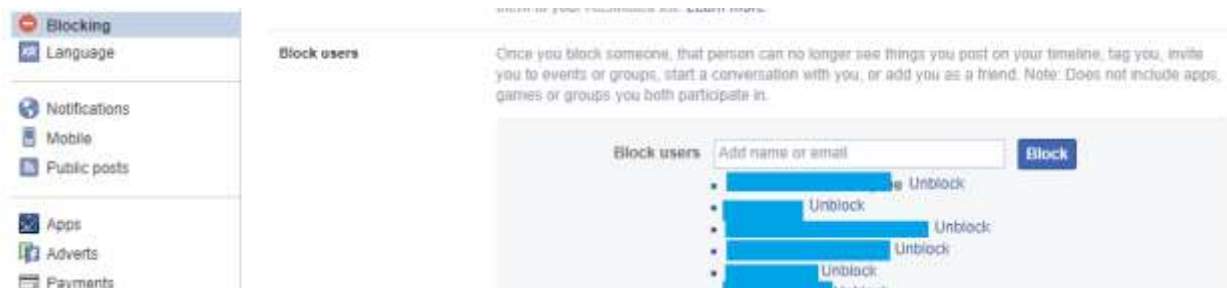 Blocking
Language
Notifications
Mobile
Public posts
Apps
Adverts
Payments
Learn more.
Block users
Once you block someone, that person can no longer see things you post on your timeline, tag you, invite
you to events or groups, start a conversation with you, or add you as a friend. Note: Does not include apps,
games or groups you both participate in.
Block users Add name or email Block
Unblock
Unblock
Unblock
Unblock
Unblock
Unblock